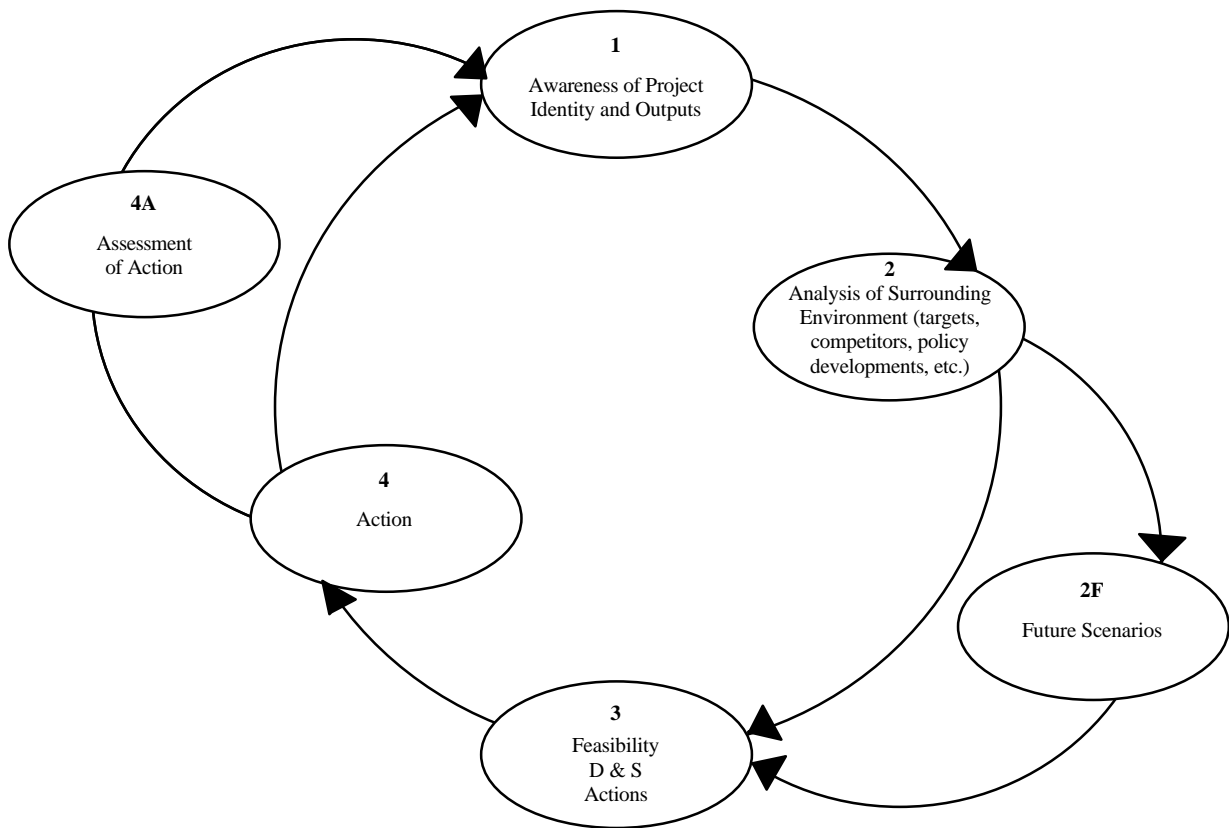 1
Awareness of Project
Identity and Outputs
4A
Assessment
of Action
2
Analysis of Surrounding
Environment (targets,
competitors, policy
developments, etc.)
4
Action
2F
Future Scenarios
3
Feasibility
D & S
Actions